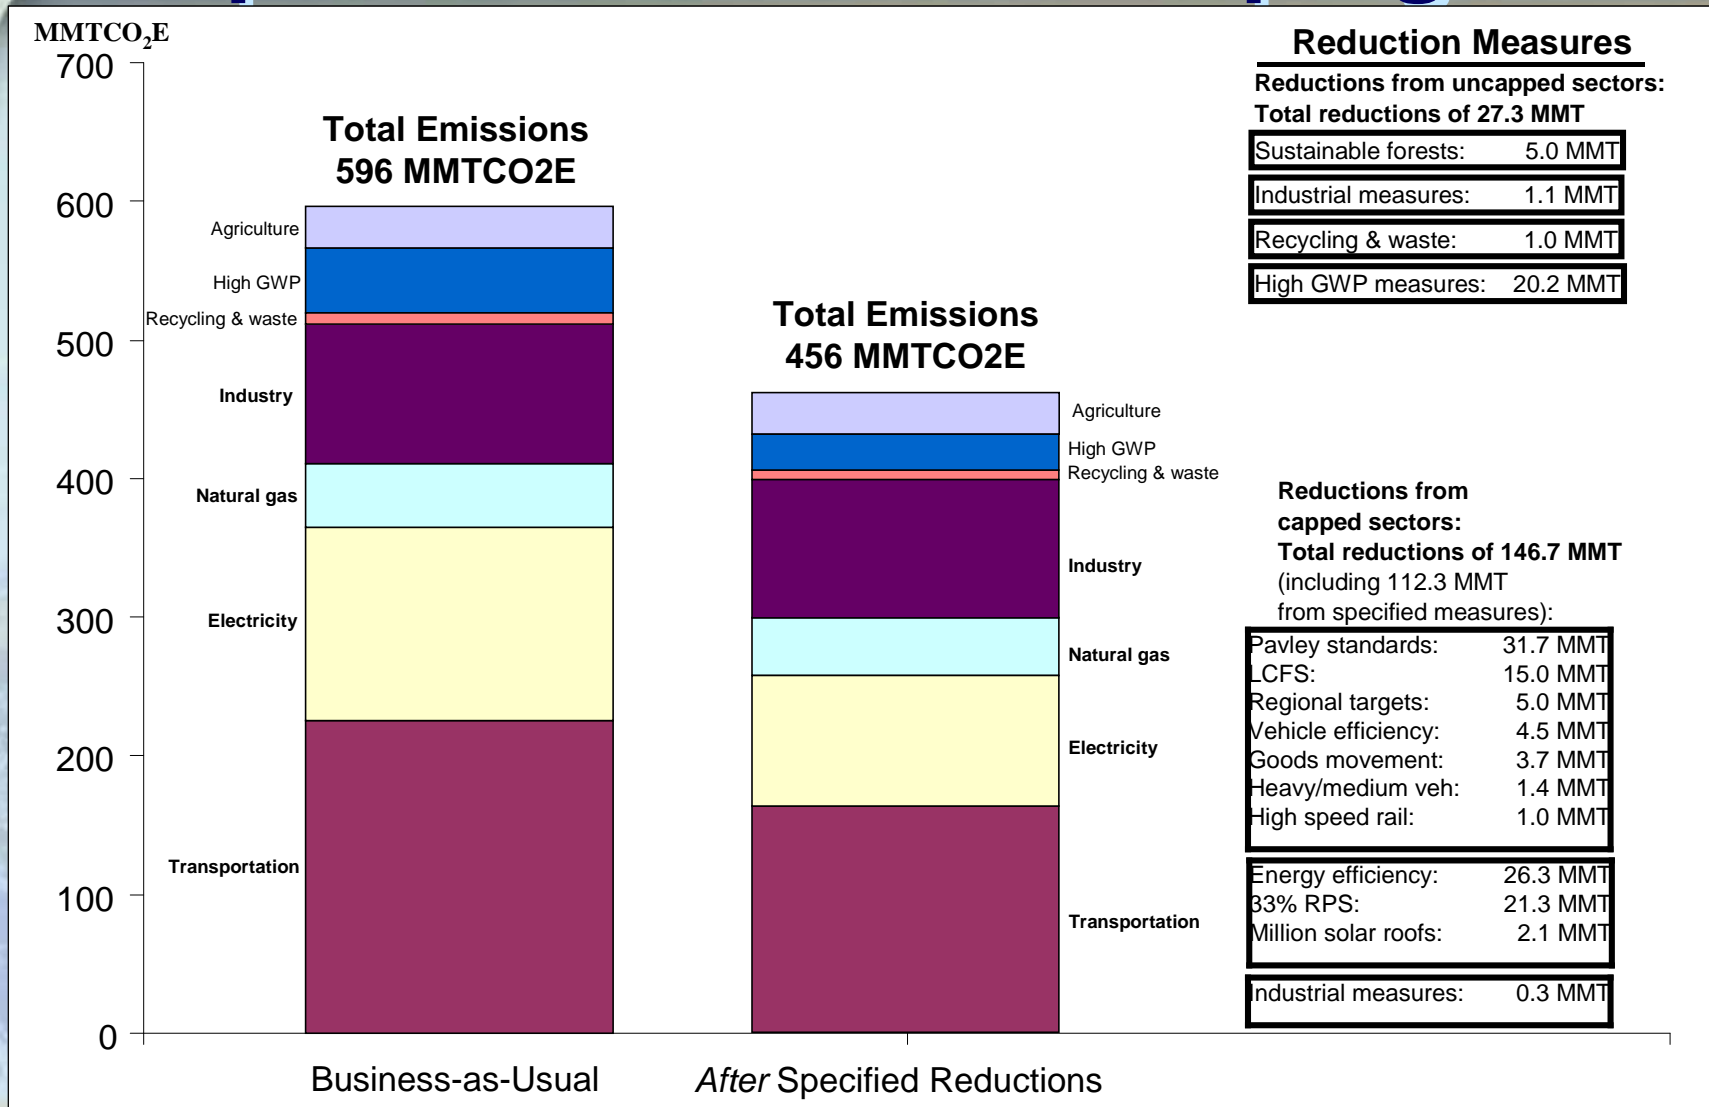 MMTCO₂E
700
600
500
400
300
200
100
0
Total Emissions
596 MMTCO2E
Agriculture
High GWP
Recycling & waste
Industry
Natural gas
Electricity
Transportation
Business-as-Usual
Total Emissions
456 MMTCO2E
Agriculture
High GWP
Recycling & waste
Industry
Natural gas
Electricity
Transportation
After Specified Reductions
Reduction Measures
Reductions from uncapped sectors:
Total reductions of 27.3 MMT
Sustainable forests: 5.0 MMT
Industrial measures: 1.1 MMT
Recycling & waste: 1.0 MMT
High GWP measures: 20.2 MMT
Reductions from
capped sectors:
Total reductions of 146.7 MMT
(including 112.3 MMT
from specified measures):
Pavley standards: 31.7 MMT
LCFS: 15.0 MMT
Regional targets: 5.0 MMT
Vehicle efficiency: 4.5 MMT
Goods movement: 3.7 MMT
Heavy/medium veh: 1.4 MMT
High speed rail: 1.0 MMT
Energy efficiency: 26.3 MMT
33% RPS: 21.3 MMT
Million solar roofs: 2.1 MMT
Industrial measures: 0.3 MMT